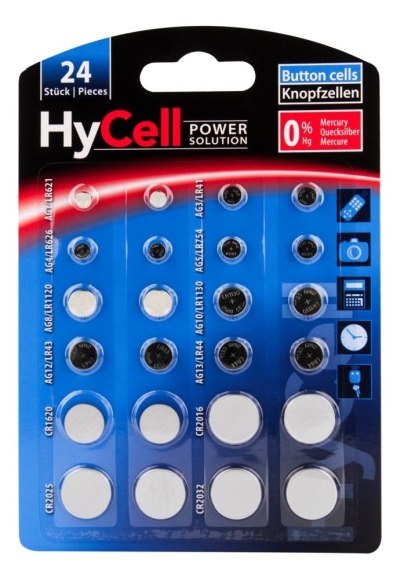 24
Stück | Pieces
Button cells
Knopfzellen
HyCell POWER
SOLUTION
0%
Hg
Mercury
Quecksilber
Mercure
AG1/LR621
AG3/LR41
AG4/LR626
AG5/LR754
AG8/LR1120
AG10/LR1130
AG12/LR43
AG13/LR44
CR1620
CR2016
CR2025
CR2032
HyCell